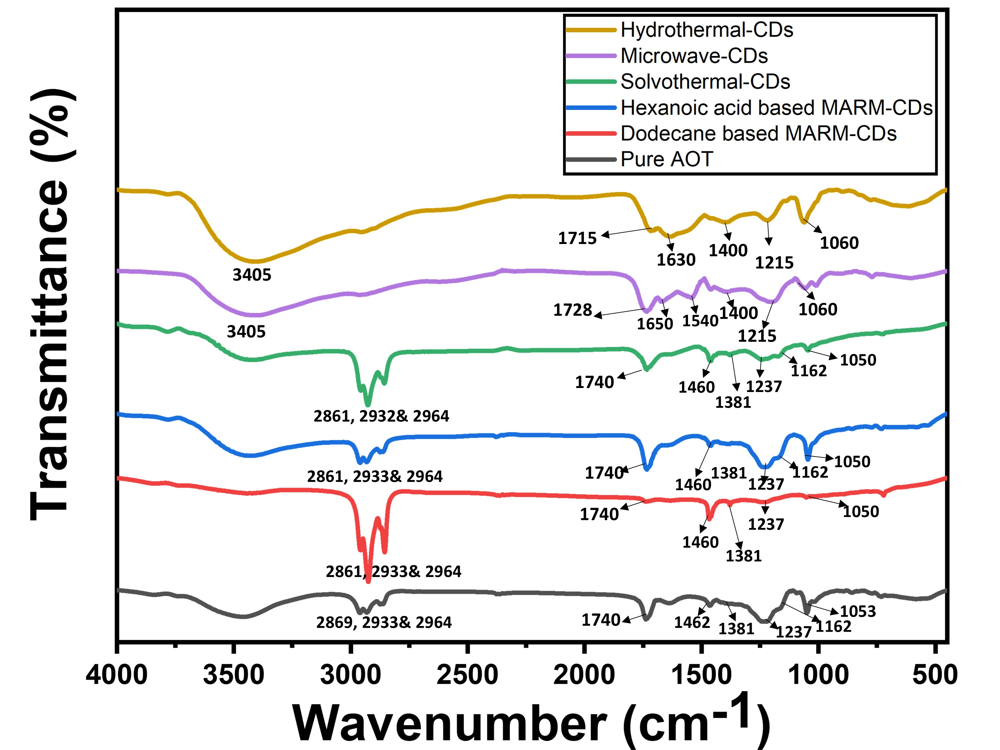 Hydrothermal-CDs
Microwave-CDs
Solvothermal-CDs
Hexanoic acid based MARM-CDs
Dodecane based MARM-CDs
Pure AOT
Transmittance (%)
3405
1715
1630
1400
1215
1060
3405
1728
1650
1540
1400
1215
1060
2861, 2932& 2964
1740
1460
1381
1237
1162
1050
2861, 2933& 2964
1740
1460
1381
1237
1162
1050
2861, 2933& 2964
1740
1460
1381
1237
1050
2869, 2933& 2964
1740
1462
1381
1237
1162
1053
4000 3500 3000 2500 2000 1500 1000 500
Wavenumber (cm-1)